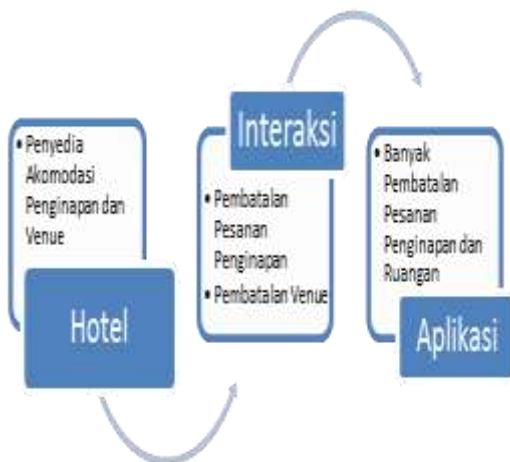 • Penyedia
Akomodasi
Penginapan dan
Venue
Hotel
Interaksi
• Pembatalan
Pesanan
Penginapan
• Pembatalan Venue
• Banyak
Pembatalan
Pesanan
Penginapan dan
Ruangan
Aplikasi